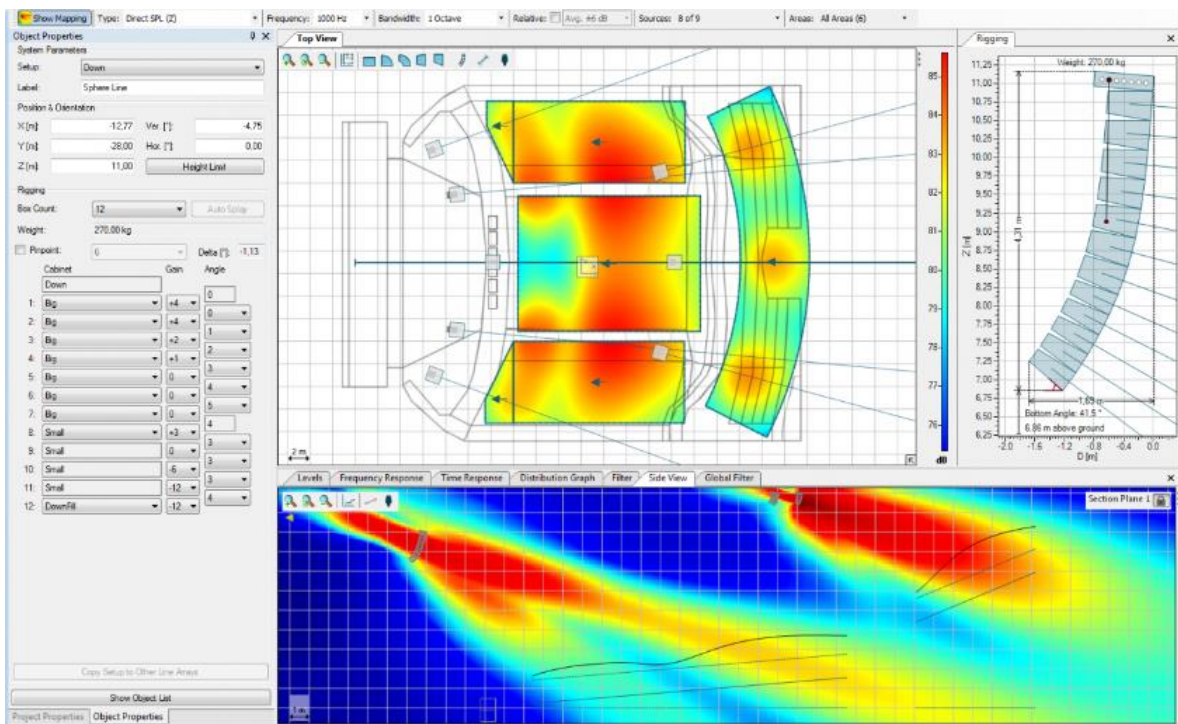 Show Mapping Type: Direct SPL (Z) Frequency: 1000 Hz Bandwidth: 1 Octave Relative: Avg. ±6 dB Sources: 8 of 9 Areas: All Areas (6)
Object Properties
System Parameters
Setup: Down
Label: Sphere Line
Position & Orientation
X [m]: -12,77 Ver. [°]: -4,75
Y [m]: -28,00 Hor. [°]: 0,00
Z [m]: 11,00 Height Limit
Rigging
Box Count: 12 Auto Splay
Weight: 270,00 kg
Pinpoint: 6 Delta [°]: -1,13
Cabinet Gain Angle
Down
0
1: Big +4
0
2: Big +4
1
3: Big +2
2
4: Big +1
3
5: Big 0
4
6: Big 0
5
7: Big 0
4
8: Small +3
3
9: Small 0
3
10: Small -6
3
11: Small -12
4
12: DownFill -12
Copy Setup to Other Line Arrays
Show Object List
Project Properties Object Properties
Top View
2 m
85
84
83
82
81
80
79
78
77
76
dB
Rigging
Weight: 270,00 kg
11.25
11.00
10.75
10.50
10.25
10.00
9.75
9.50
9.25
9.00
8.75
8.50
8.25
8.00
7.75
7.50
7.25
7.00
6.75
6.50
6.25
Z [m]
4,31 m
1,69 m
Bottom Angle: 41.5 °
6.86 m above ground
-2.0 -1.6 -1.2 -0.8 -0.4 0.0
D [m]
Levels Frequency Response Time Response Distribution Graph Filter Side View Global Filter
Section Plane 1
1 m